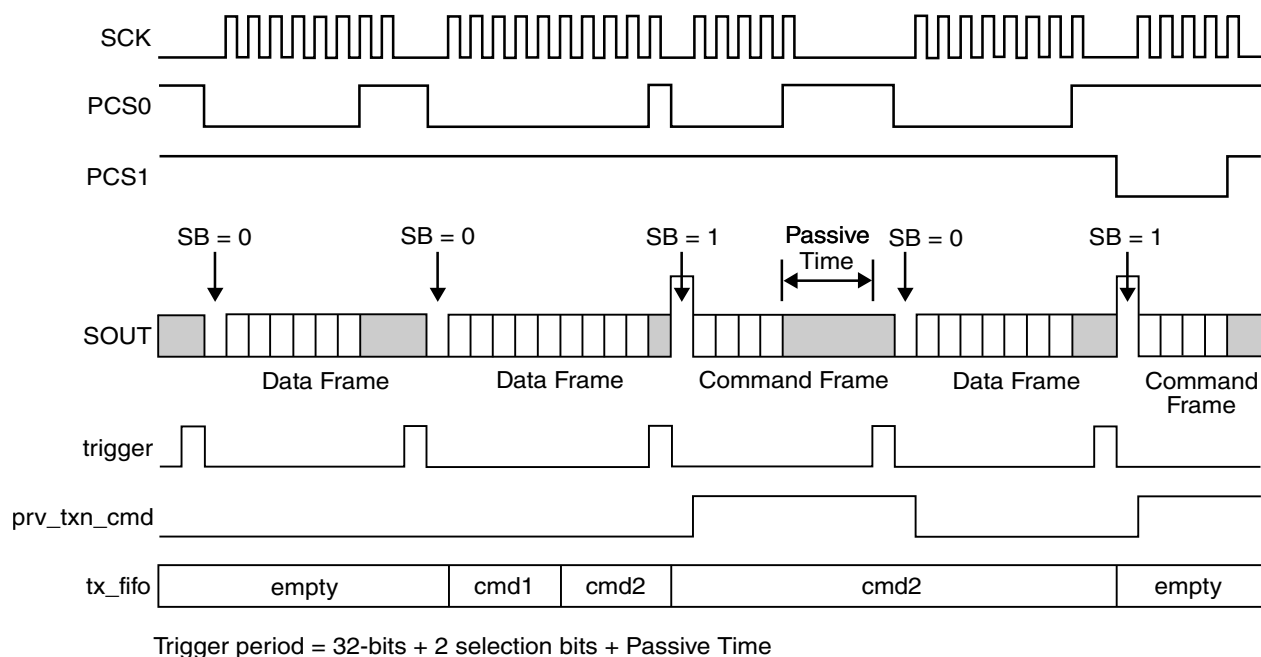 SCK
PCS0
PCS1
SB = 0
SB = 0
SB = 1
Passive
Time
SB = 0
SB = 1
SOUT
Data Frame
Data Frame
Command Frame
Data Frame
Command
Frame
trigger
prv_txn_cmd
tx_fifo
empty
cmd1
cmd2
cmd2
empty
Trigger period = 32-bits + 2 selection bits + Passive Time